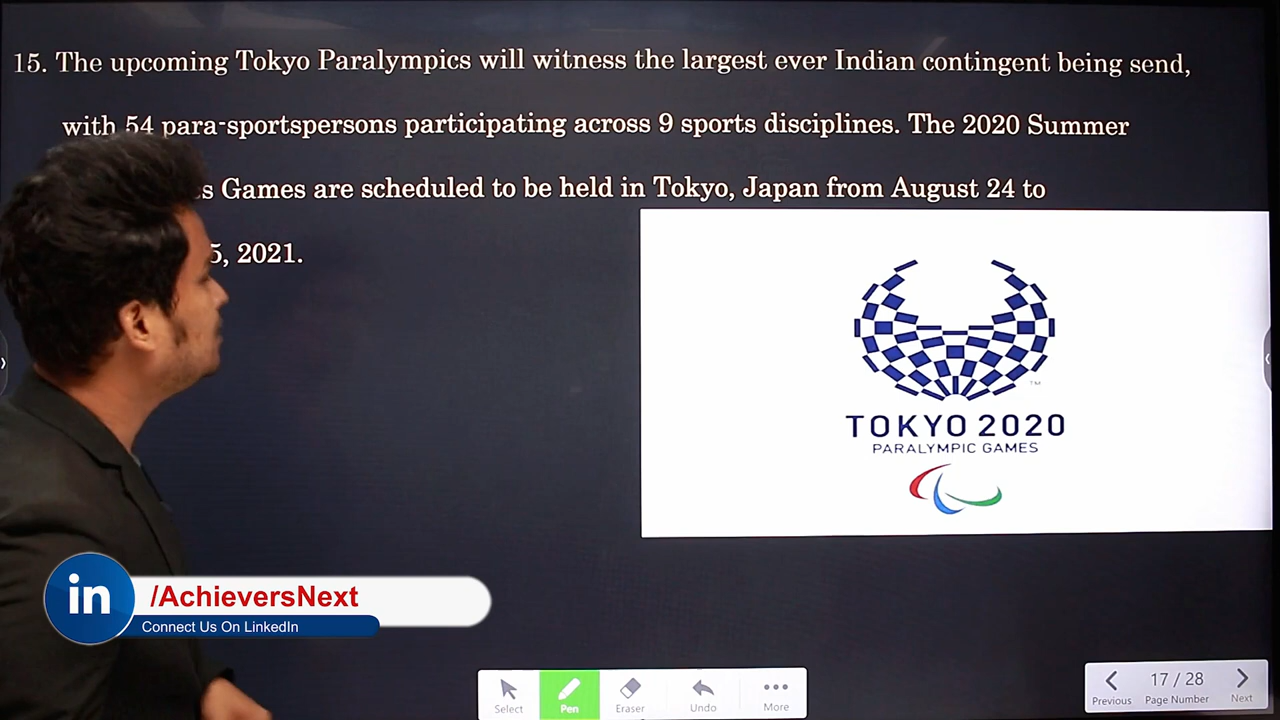 15. The upcoming Tokyo Paralympics will witness the largest ever Indian contingent being send,
with 54 para-sportspersons participating across 9 sports disciplines. The 2020 Summer
s Games are scheduled to be held in Tokyo, Japan from August 24 to
5, 2021.
TM
TOKYO 2020
PARALYMPIC GAMES
in
/AchieversNext
Connect Us On LinkedIn
Select Pen Eraser Undo More
17 / 28
Previous Page Number Next